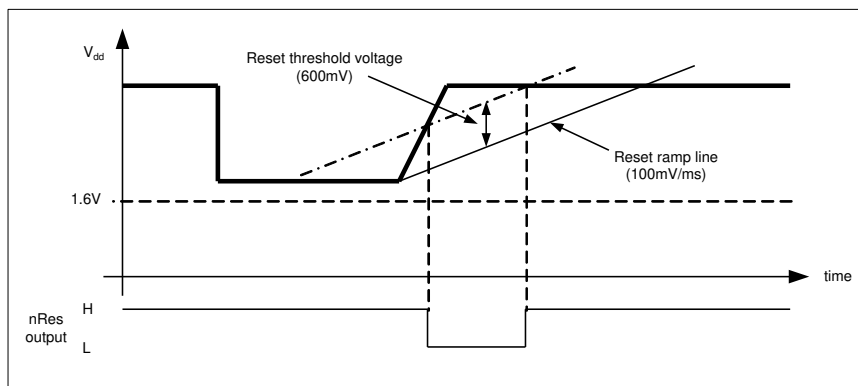 V_dd
Reset threshold voltage
(600mV)
Reset ramp line
(100mV/ms)
1.6V
time
H
nRes
output
L